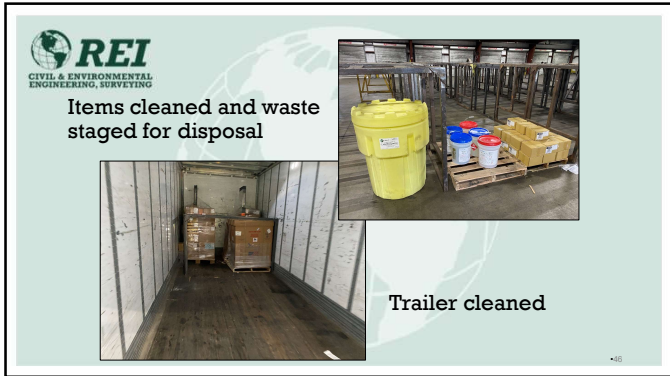 REI
CIVIL & ENVIRONMENTAL
ENGINEERING, SURVEYING
Items cleaned and waste
staged for disposal
Trailer cleaned
•46